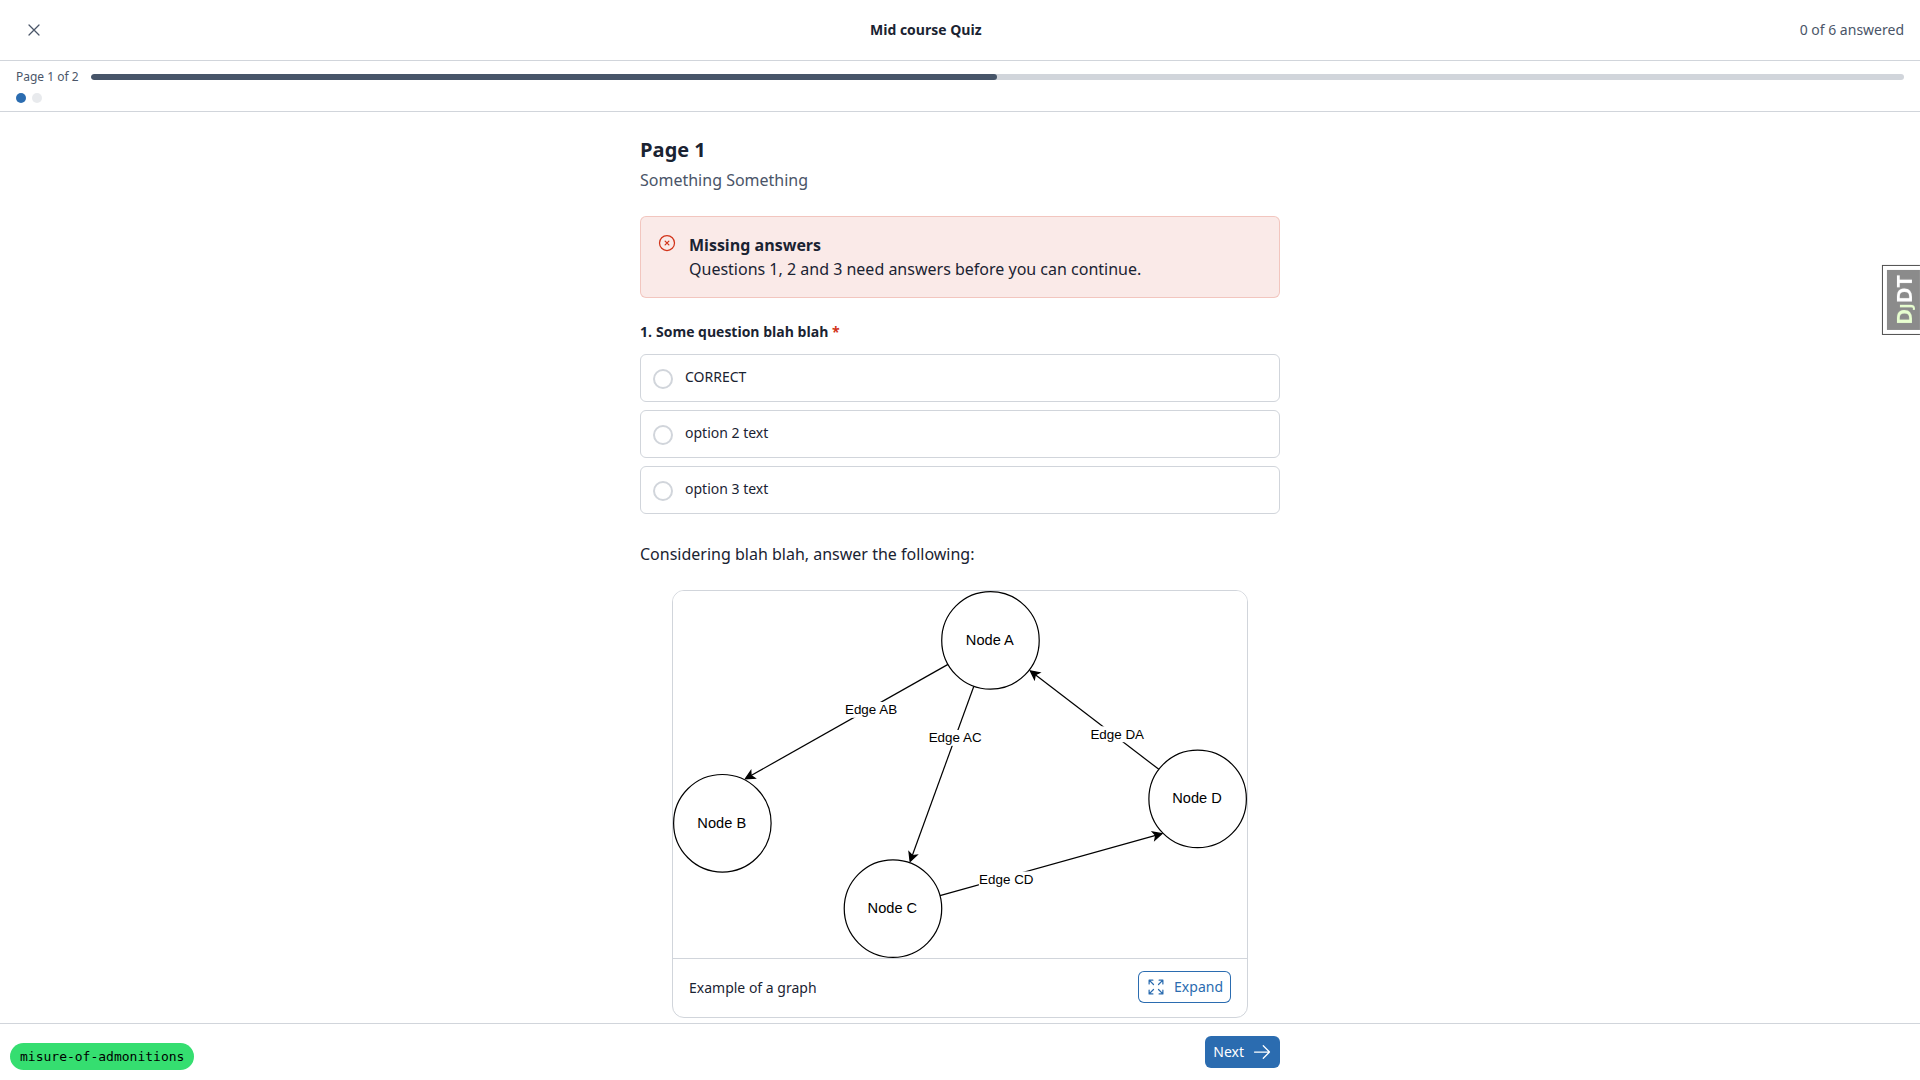 Mid course Quiz
0 of 6 answered
Page 1 of 2
Page 1
Something Something
Missing answers
Questions 1, 2 and 3 need answers before you can continue.
1. Some question blah blah *
CORRECT
option 2 text
option 3 text
Considering blah blah, answer the following:
Node A
Edge AB
Edge AC
Edge DA
Node D
Node B
Edge CD
Node C
Example of a graph
Expand
misure-of-admonitions
Next
DJDT